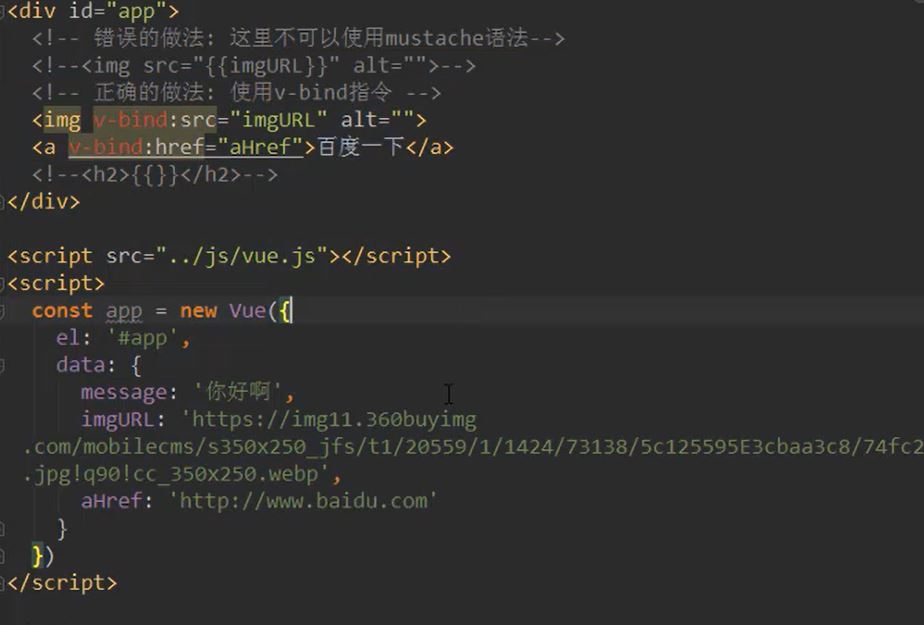 <div id="app">
<!-- 错误的做法: 这里不可以使用mustache语法-->
<!--<img src="{{imgURL}}" alt="">-->
<!-- 正确的做法: 使用v-bind指令 -->
<img v-bind:src="imgURL" alt="">
<a v-bind:href="aHref">百度一下</a>
<!--<h2>{{}}</h2>-->
</div>
<script src="../js/vue.js"></script>
<script>
const app = new Vue({
el: '#app',
data: {
message: '你好啊',
imgURL: 'https://img11.360buyimg
.com/mobilecms/s350x250_jfs/t1/20559/1/1424/73138/5c125595E3cbaa3c8/74fc2
.jpg!q90!cc_350x250.webp',
aHref: 'http://www.baidu.com'
}
})
</script>